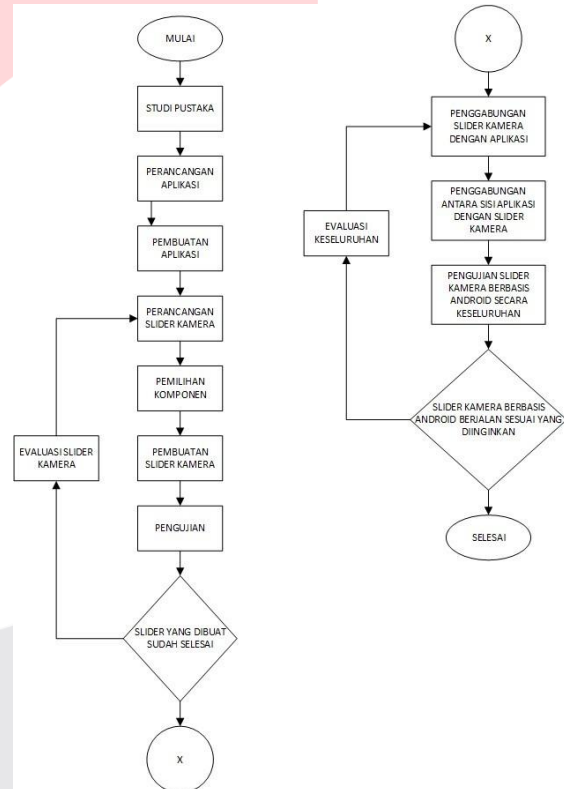 MULAI
STUDI PUSTAKA
PERANCANGAN
APLIKASI
PEMBUATAN
APLIKASI
PERANCANGAN
SLIDER KAMERA
PEMILIHAN
KOMPONEN
EVALUASI SLIDER
KAMERA
PEMBUATAN
SLIDER KAMERA
PENGUJIAN
SLIDER YANG DIBUAT
SUDAH SELESAI
X
X
PENGGABUNGAN
SLIDER KAMERA
DENGAN APLIKASI
PENGGABUNGAN
ANTARA SISI APLIKASI
DENGAN SLIDER
KAMERA
EVALUASI
KESELURUHAN
PENGUJIAN SLIDER
KAMERA BERBASIS
ANDROID SECARA
KESELURUHAN
SLIDER KAMERA BERBASIS
ANDROID BERJALAN SESUAI YANG
DIINGINKAN
SELESAI